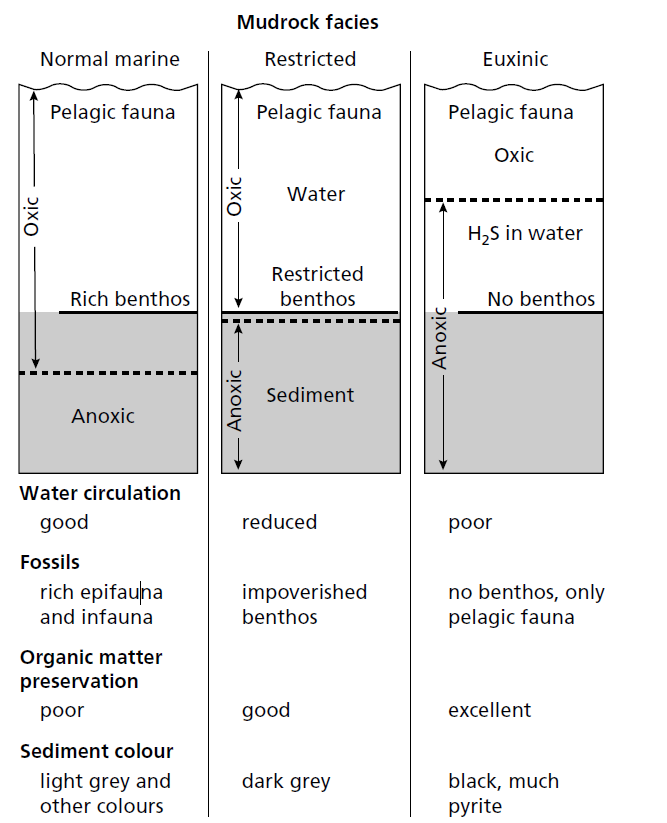 Mudrock facies
Normal marine
Restricted
Euxinic
Pelagic fauna
Pelagic fauna
Pelagic fauna
Oxic
Oxic
Oxic
Water
H₂S in water
Rich benthos
Restricted
benthos
No benthos
Anoxic
Anoxic
Sediment
Anoxic
Water circulation
good
reduced
poor
Fossils
rich epifauna
and infauna
impoverished
benthos
no benthos, only
pelagic fauna
Organic matter
preservation
poor
good
excellent
Sediment colour
light grey and
other colours
dark grey
black, much
pyrite